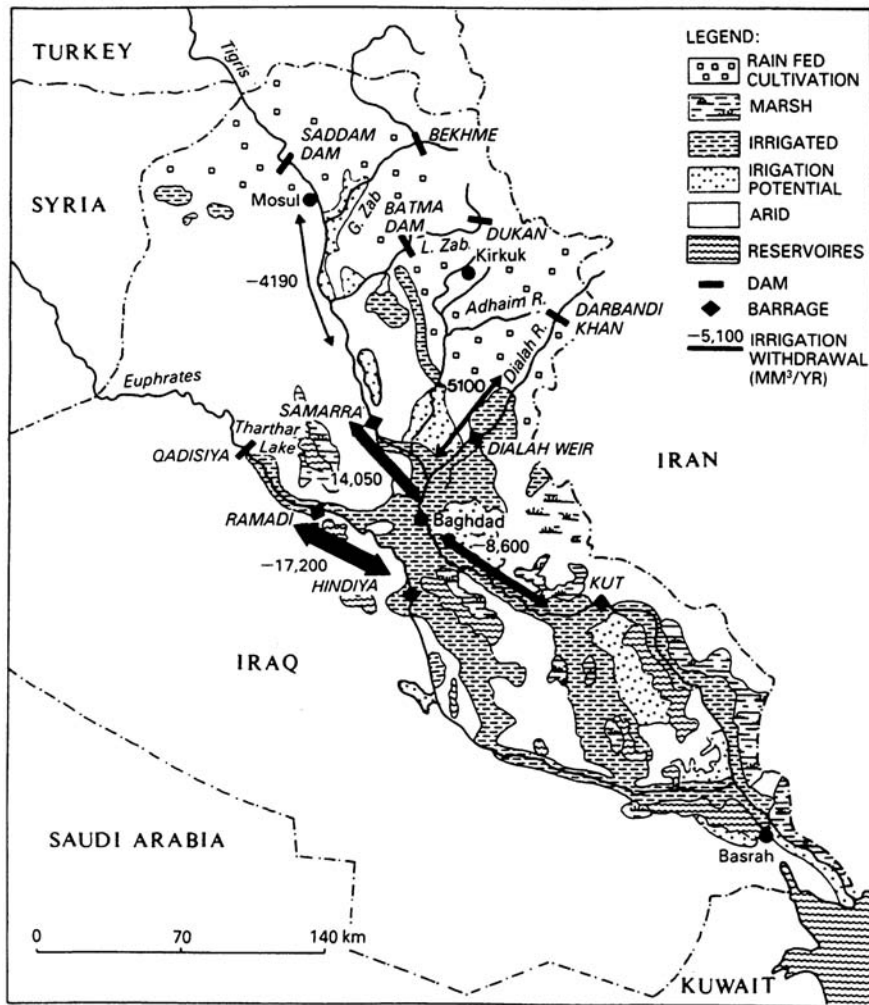 TURKEY
Tigris
SADDAM
DAM
BEKHME
Mosul
G. Zab
SYRIA
BATMA
DAM
DUKAN
L. Zab.
Kirkuk
−4190
Adhaim R.
DARBANDI
KHAN
Dialah R.
5100
Euphrates
SAMARRA
Tharthar
Lake
DIALAH WEIR
QADISIYA
IRAN
−14,050
RAMADI
Baghdad
−8,600
−17,200
HINDIYA
KUT
IRAQ
SAUDI ARABIA
Basrah
0 70 140 km
KUWAIT
LEGEND:
RAIN FED
CULTIVATION
MARSH
IRRIGATED
IRIGATION
POTENTIAL
ARID
RESERVOIRES
DAM
BARRAGE
−5,100 IRRIGATION
WITHDRAWAL
(MM³/YR)